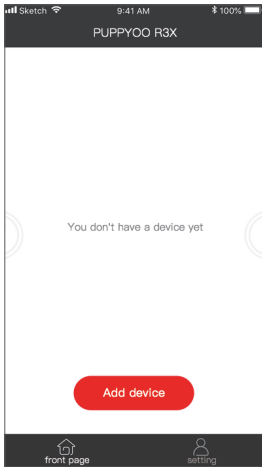 Sketch 9:41 AM 100%
PUPPYOO R3X
You don't have a device yet
Add device
front page setting